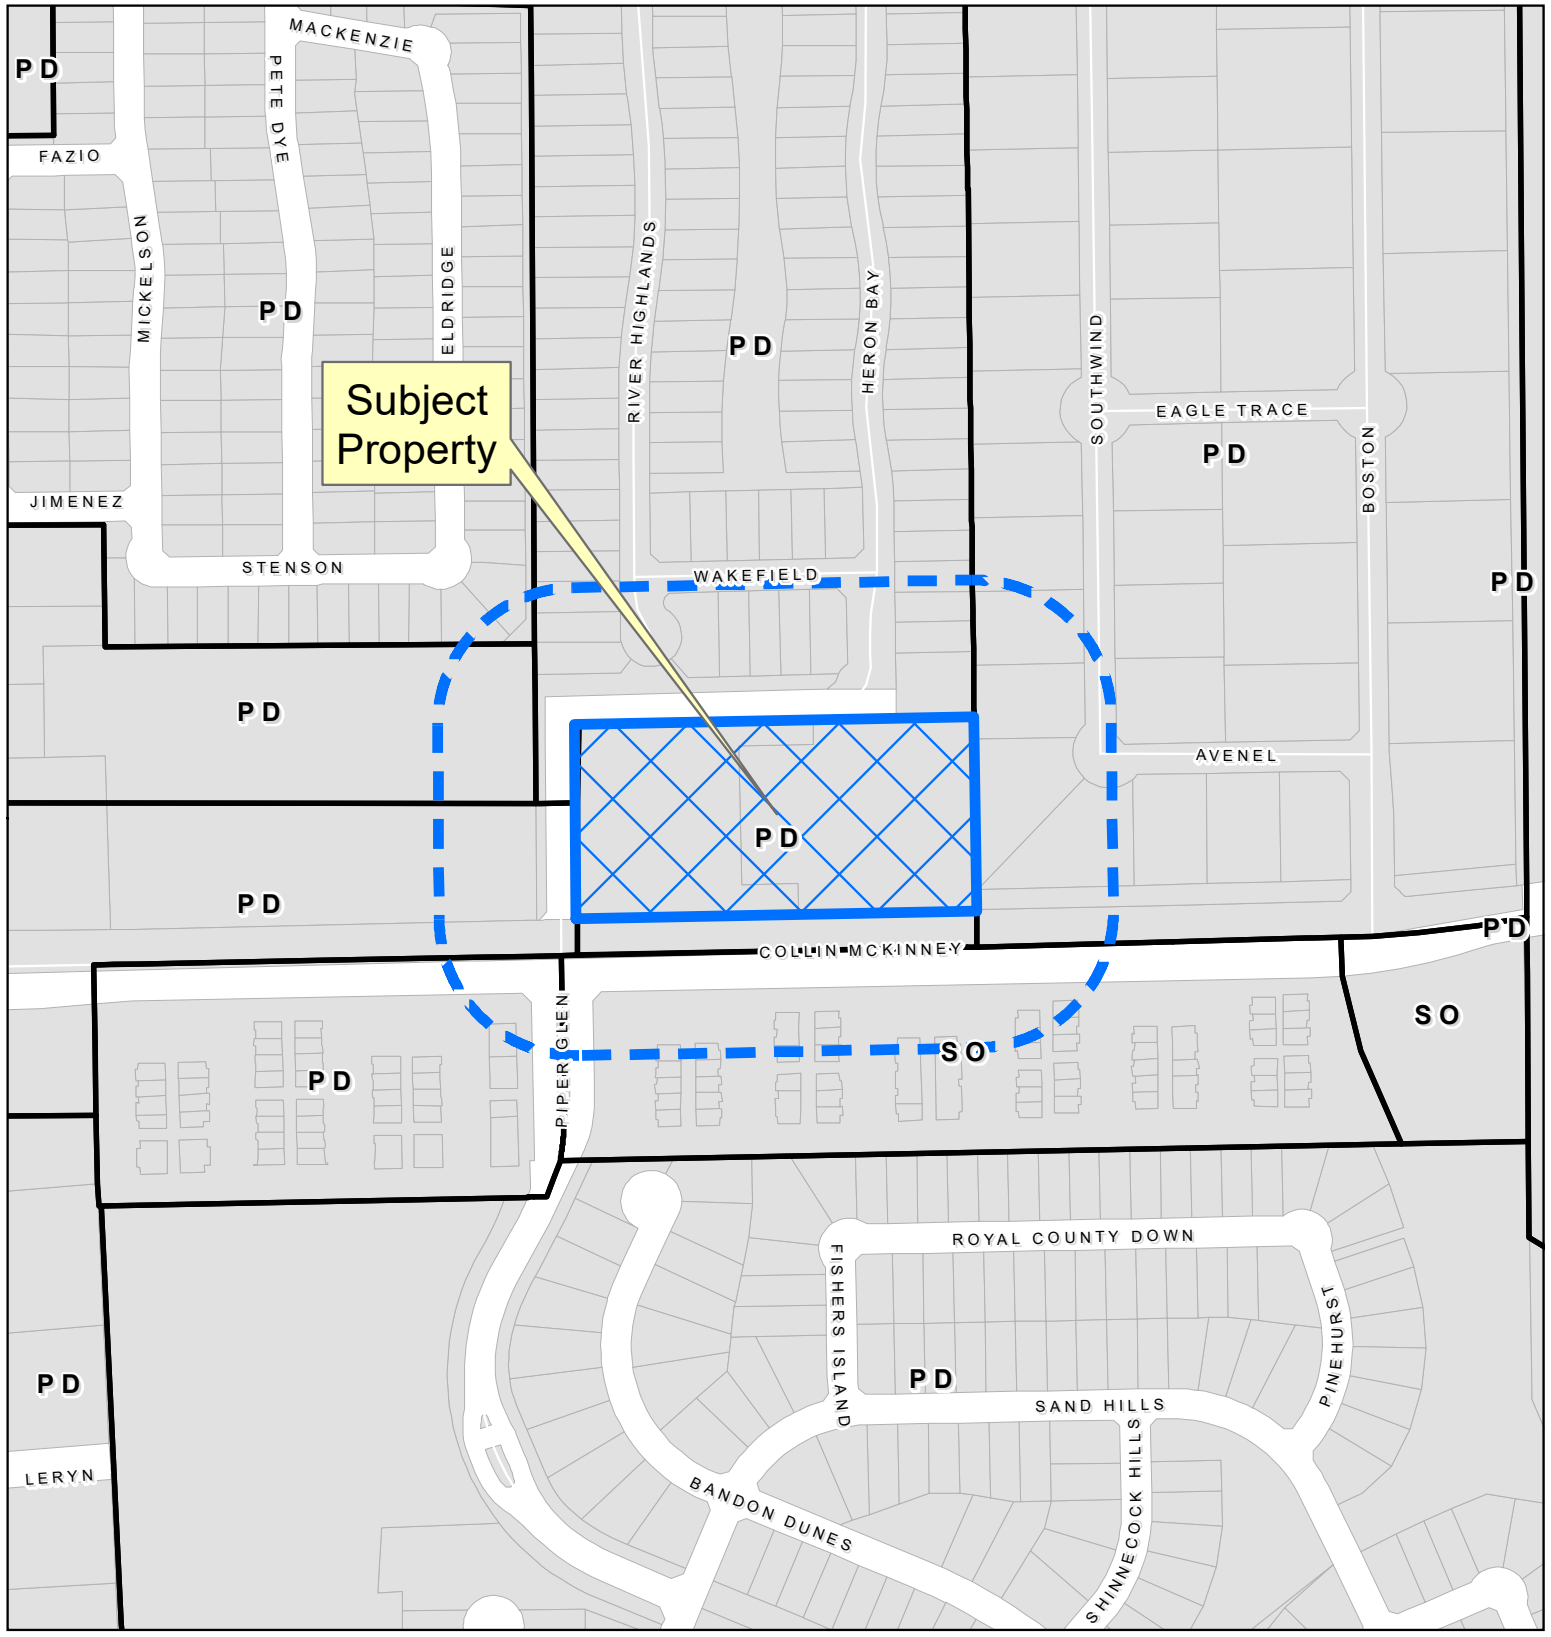 MACKENZIE
PD
PETE DYE
FAZIO
MICKELSON
ELDRIDGE
RIVER HIGHLANDS
HERON BAY
PD
PD
SOUTHWIND
EAGLE TRACE
Subject
Property
PD
BOSTON
JIMENEZ
STENSON
WAKEFIELD
PD
PD
AVENEL
PD
PD
PD
COLLIN MCKINNEY
PIPERGLEN
SO
SO
PD
ROYAL COUNTY DOWN
FISHERS ISLAND
PINEHURST
PD
PD
SAND HILLS
LERYN
BANDON DUNES
SHINNECOCK HILLS